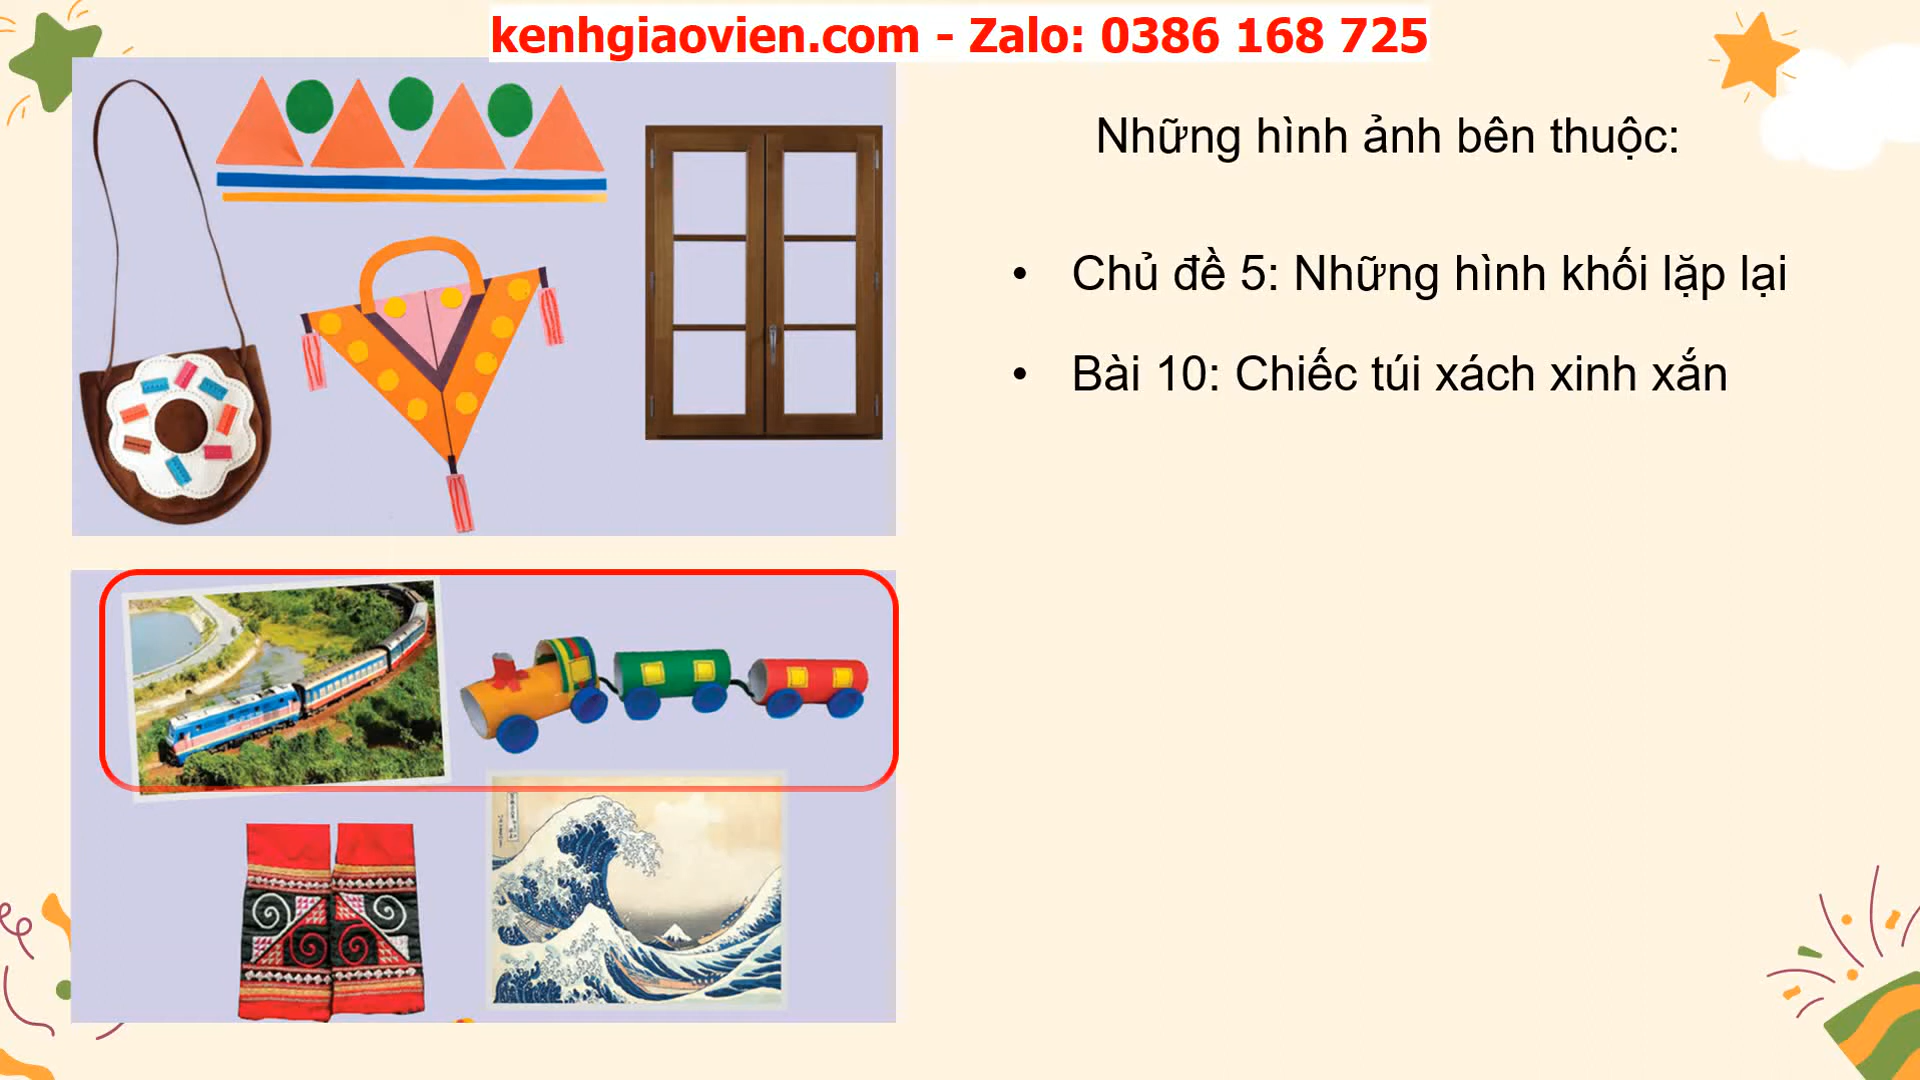 kenhgiaovien.com - Zalo: 0386 168 725
Những hình ảnh bên thuộc:
• Chủ đề 5: Những hình khối lặp lại
• Bài 10: Chiếc túi xách xinh xắn